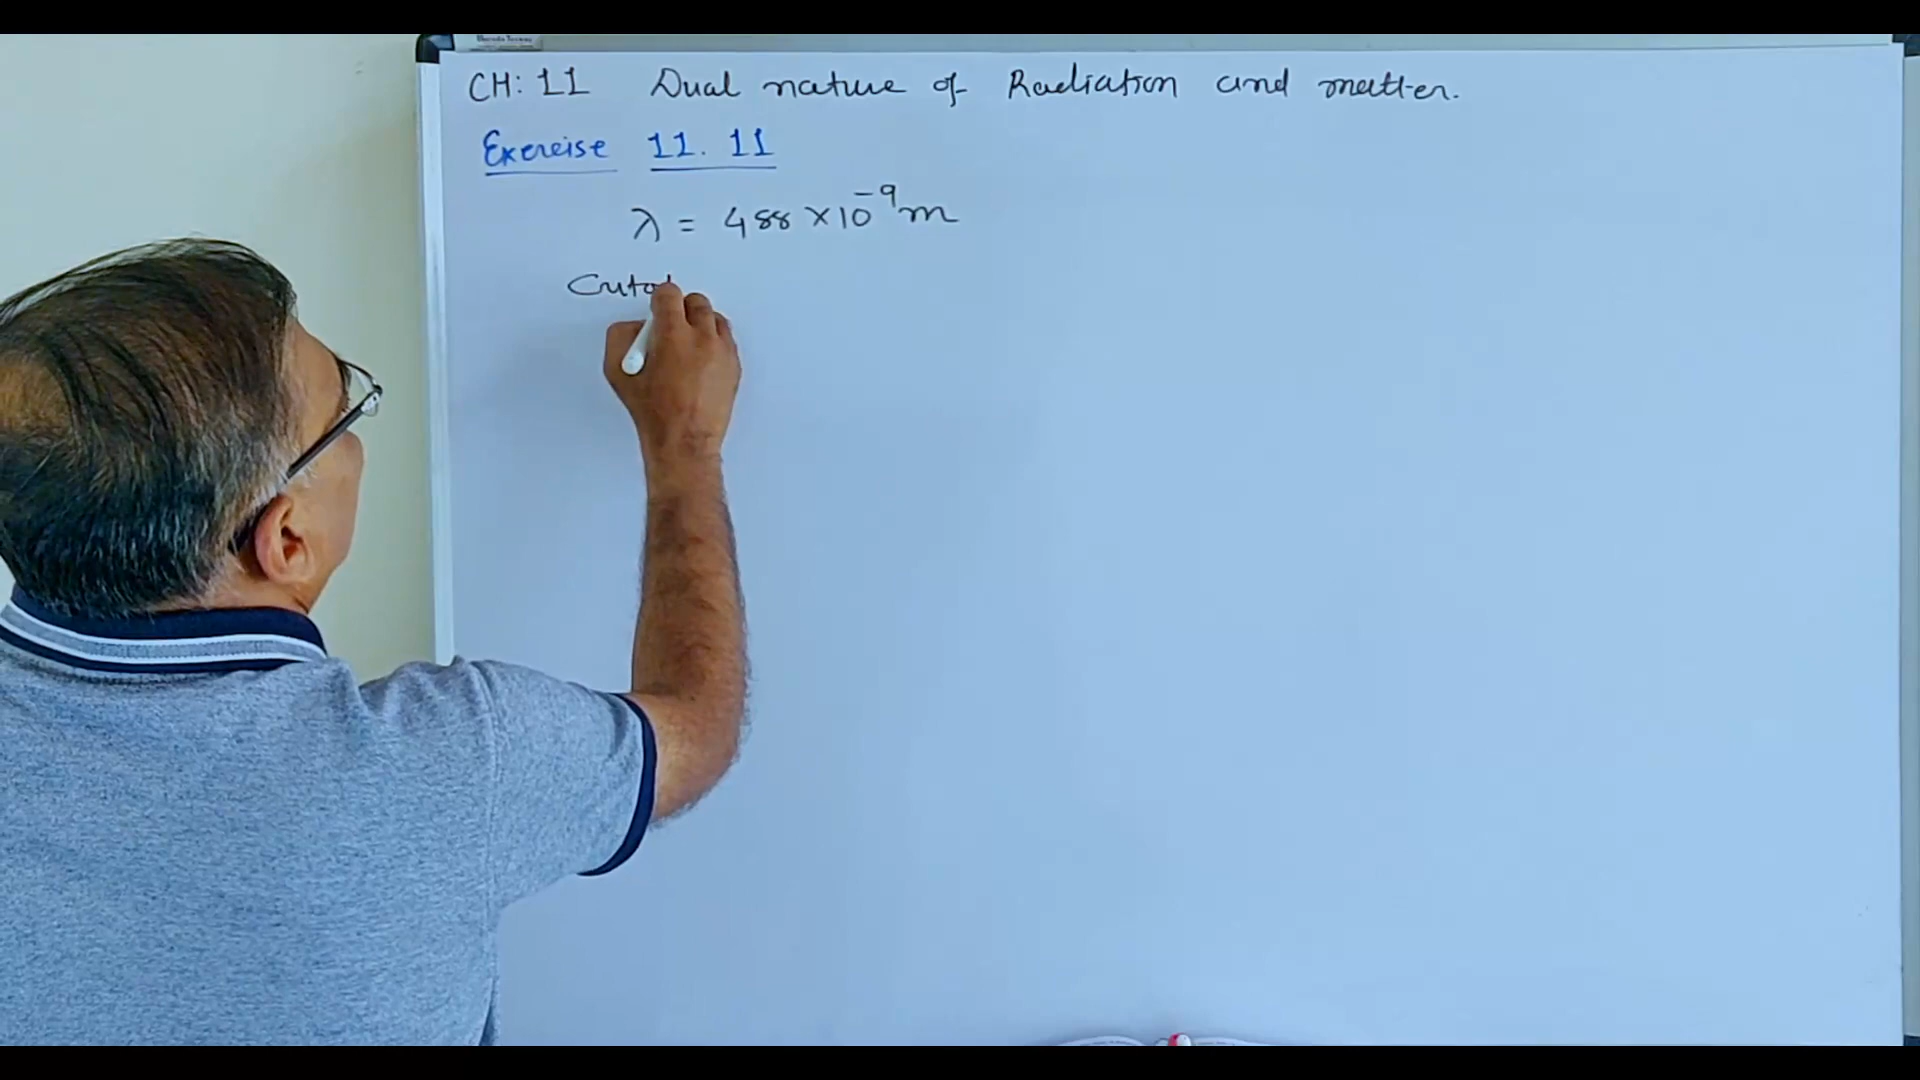 CH: 11 Dual nature of Radiation and matter.
Exercise 11. 11
λ = 488 × 10⁻⁹ m